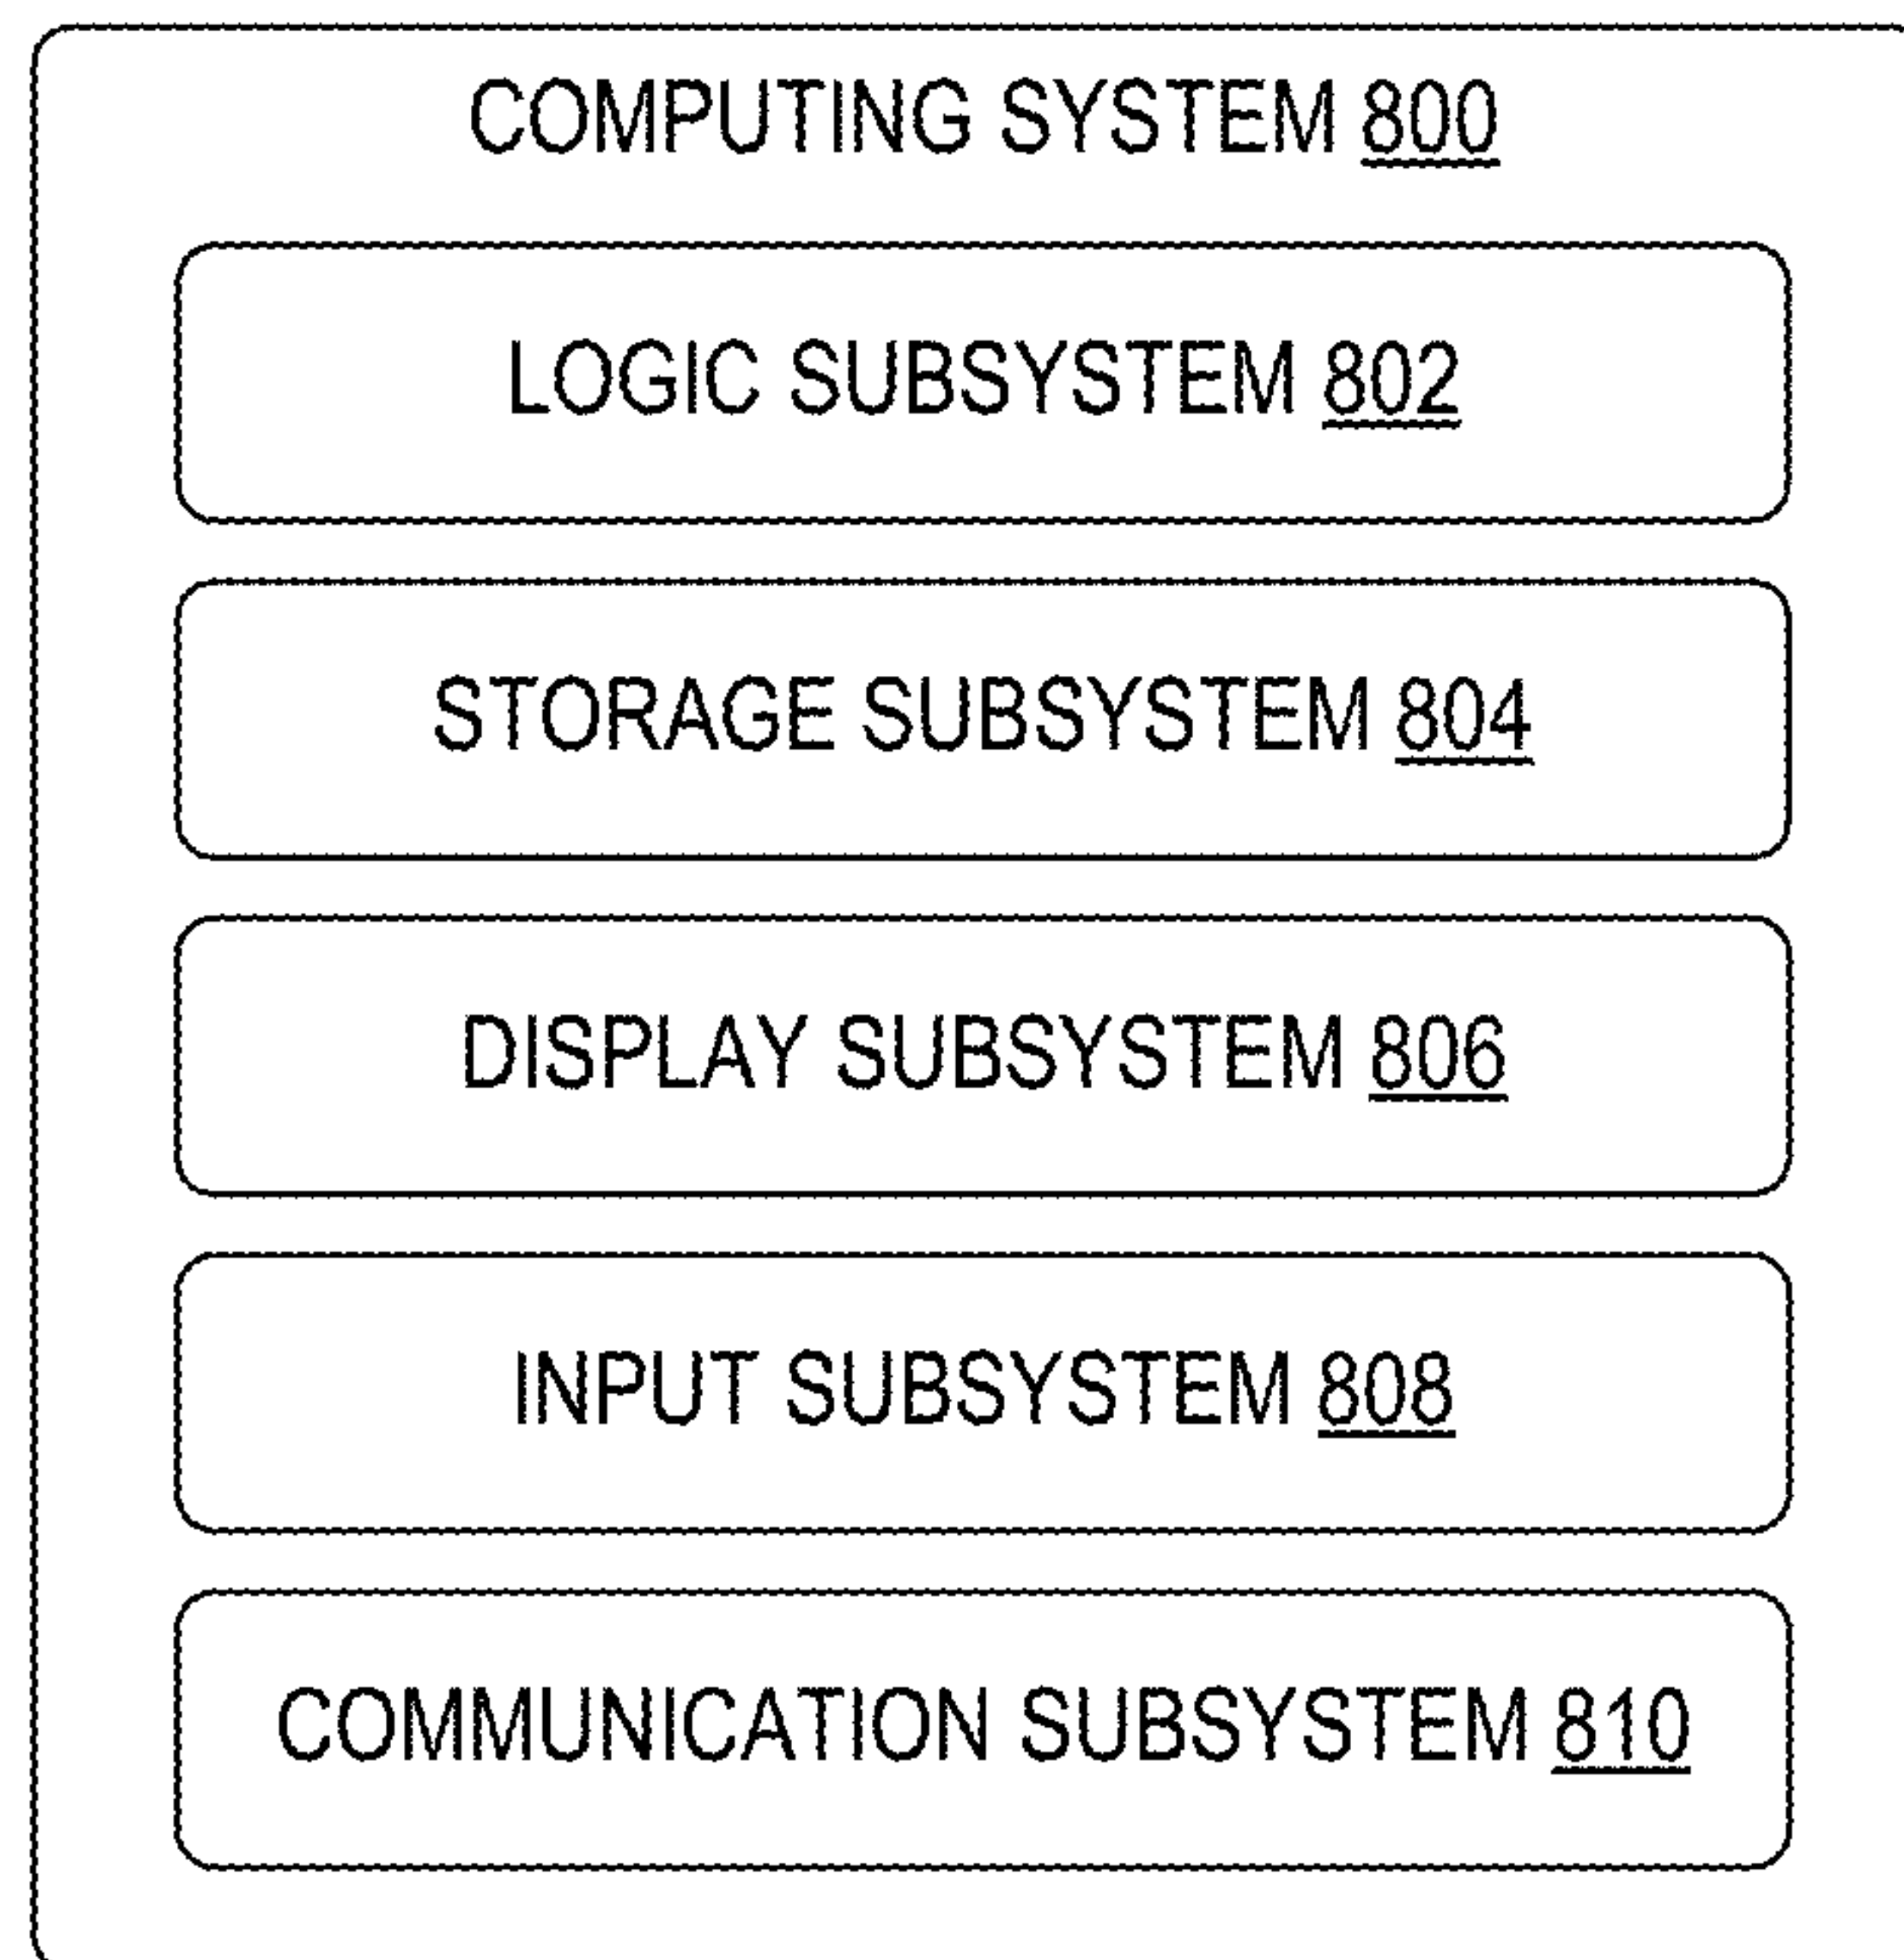 COMPUTING SYSTEM 800
LOGIC SUBSYSTEM 802
STORAGE SUBSYSTEM 804
DISPLAY SUBSYSTEM 806
INPUT SUBSYSTEM 808
COMMUNICATION SUBSYSTEM 810